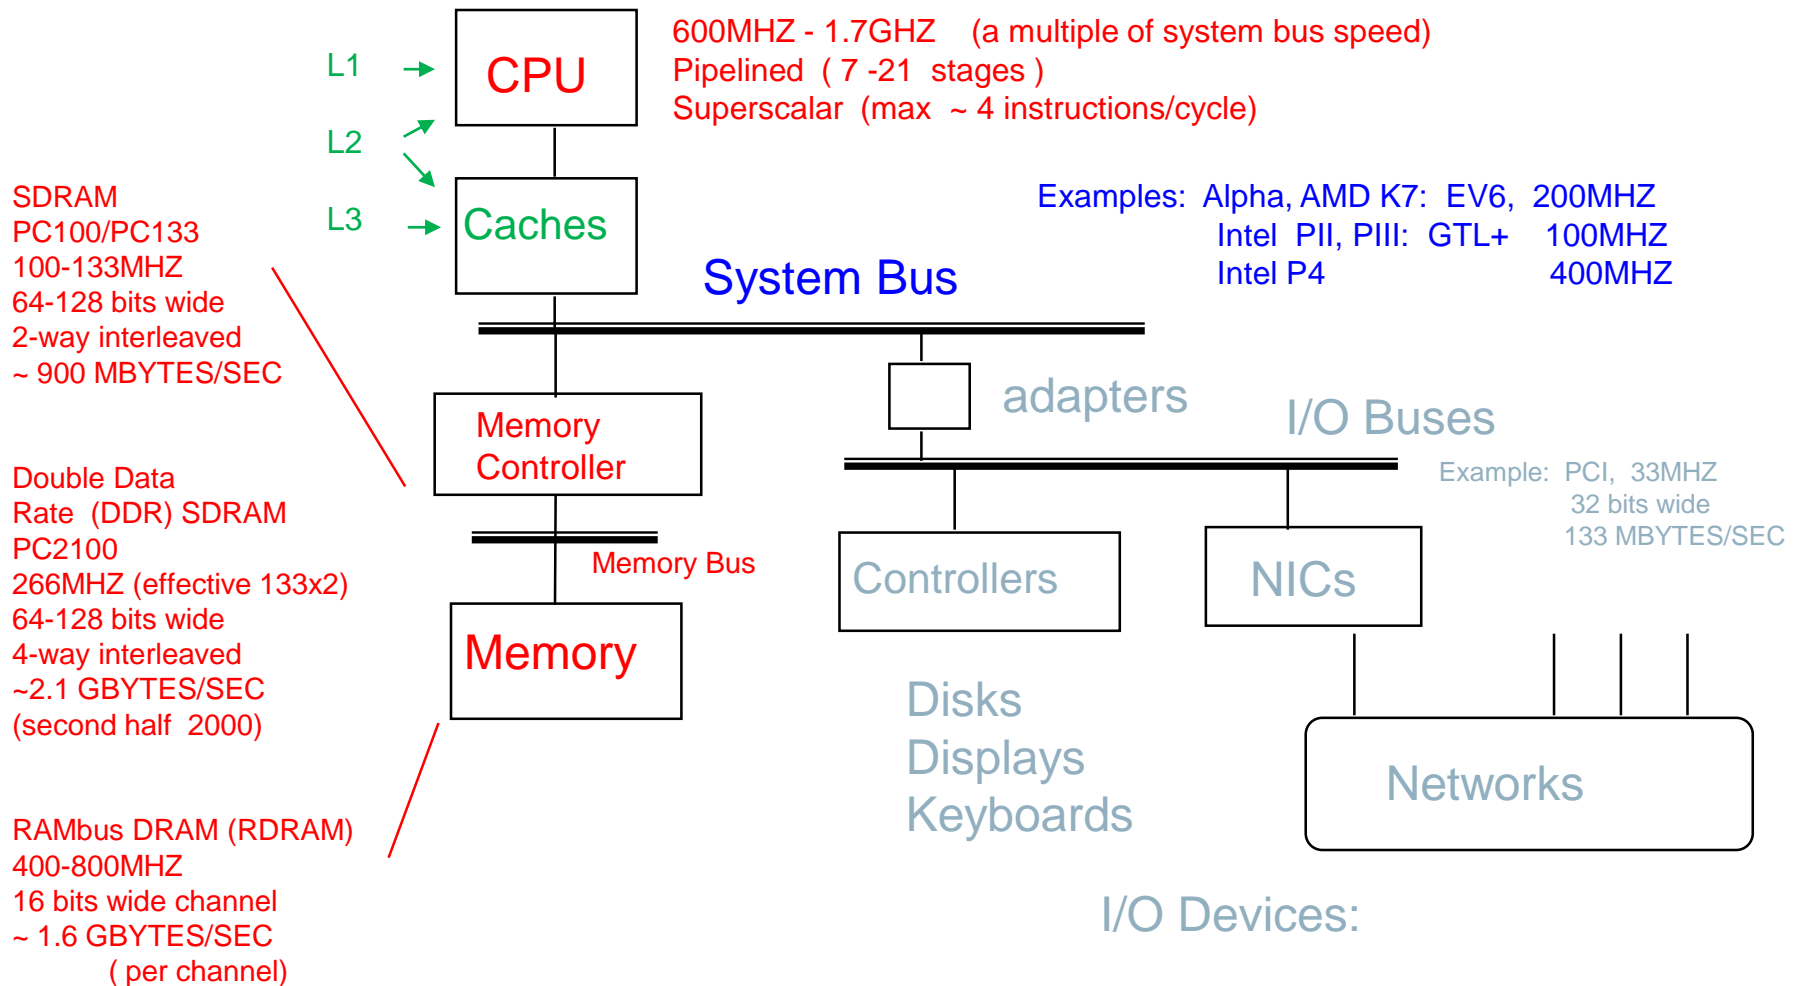 600MHZ - 1.7GHZ (a multiple of system bus speed)
Pipelined ( 7 -21 stages )
Superscalar (max ~ 4 instructions/cycle)
L1
CPU
L2
L3
Caches
SDRAM
PC100/PC133
100-133MHZ
64-128 bits wide
2-way interleaved
~ 900 MBYTES/SEC
Examples: Alpha, AMD K7: EV6, 200MHZ
Intel PII, PIII: GTL+ 100MHZ
Intel P4 400MHZ
System Bus
adapters
I/O Buses
Memory
Controller
Example: PCI, 33MHZ
32 bits wide
133 MBYTES/SEC
Double Data
Rate (DDR) SDRAM
PC2100
266MHZ (effective 133x2)
64-128 bits wide
4-way interleaved
~2.1 GBYTES/SEC
(second half 2000)
Memory Bus
Controllers
NICs
Memory
Disks
Displays
Keyboards
Networks
RAMbus DRAM (RDRAM)
400-800MHZ
16 bits wide channel
~ 1.6 GBYTES/SEC
( per channel)
I/O Devices: